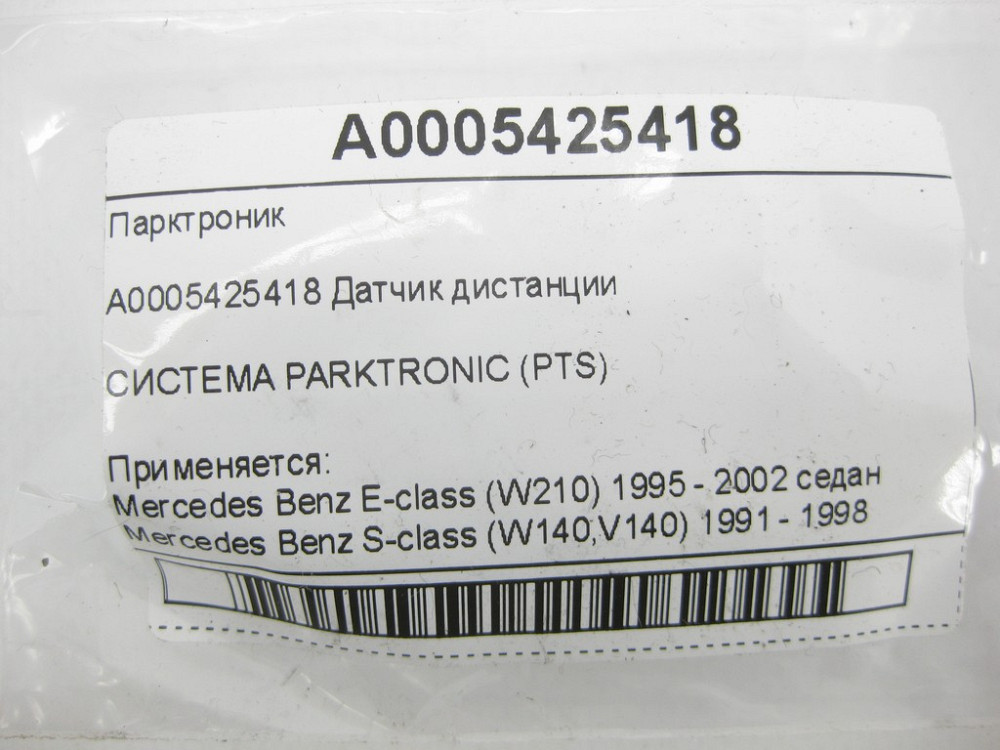 A0005425418
Парктроник
A0005425418 Датчик дистанции
СИСТЕМА PARKTRONIC (PTS)
Применяется:
Mercedes Benz E-class (W210) 1995 - 2002 седан
Mercedes Benz S-class (W140,V140) 1991 - 1998